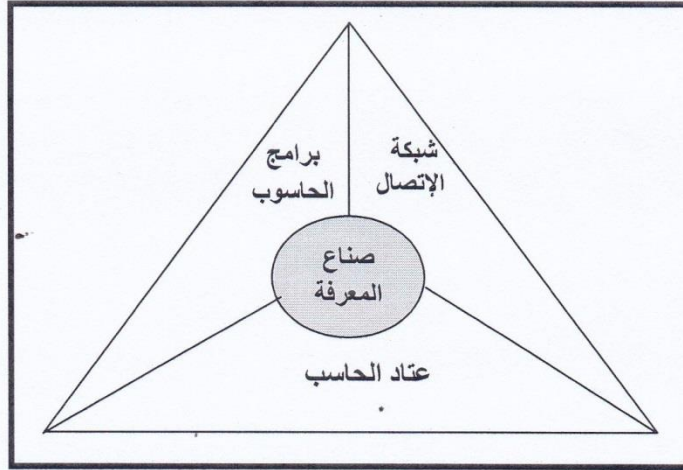 شبكة
الإتصال
برامج
الحاسوب
صناع
المعرفة
عتاد الحاسب